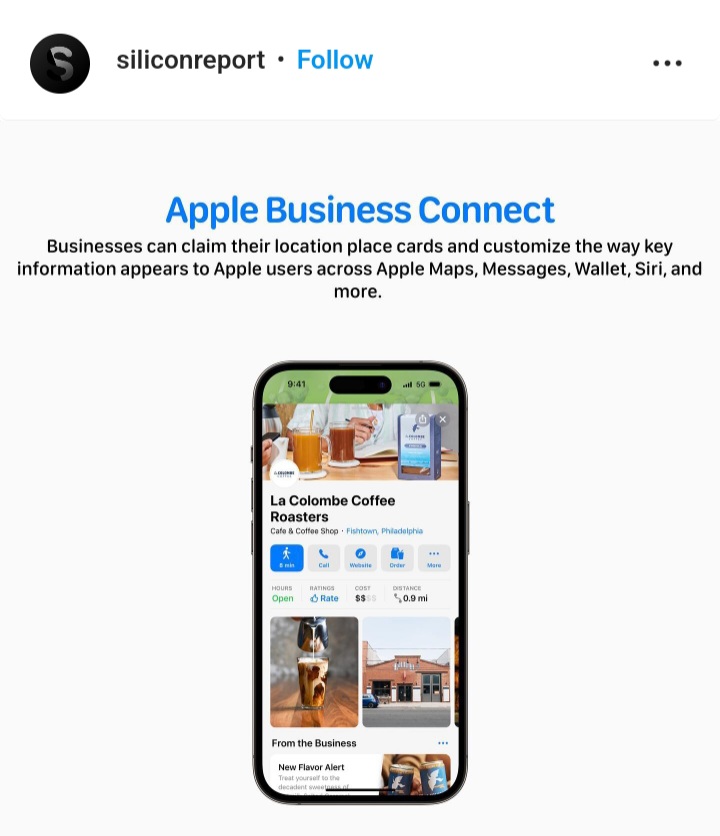 siliconreport • Follow
Apple Business Connect
Businesses can claim their location place cards and customize the way key
information appears to Apple users across Apple Maps, Messages, Wallet, Siri, and
more.
9:41
5G
LA COLOMBE
La Colombe Coffee
Roasters
Cafe & Coffee Shop · Fishtown, Philadelphia
8 min Call Website Order More
HOURS RATINGS COST DISTANCE
Open Rate $$$$ 0.9 mi
From the Business
New Flavor Alert
Treat yourself to the
decadent sweetness of